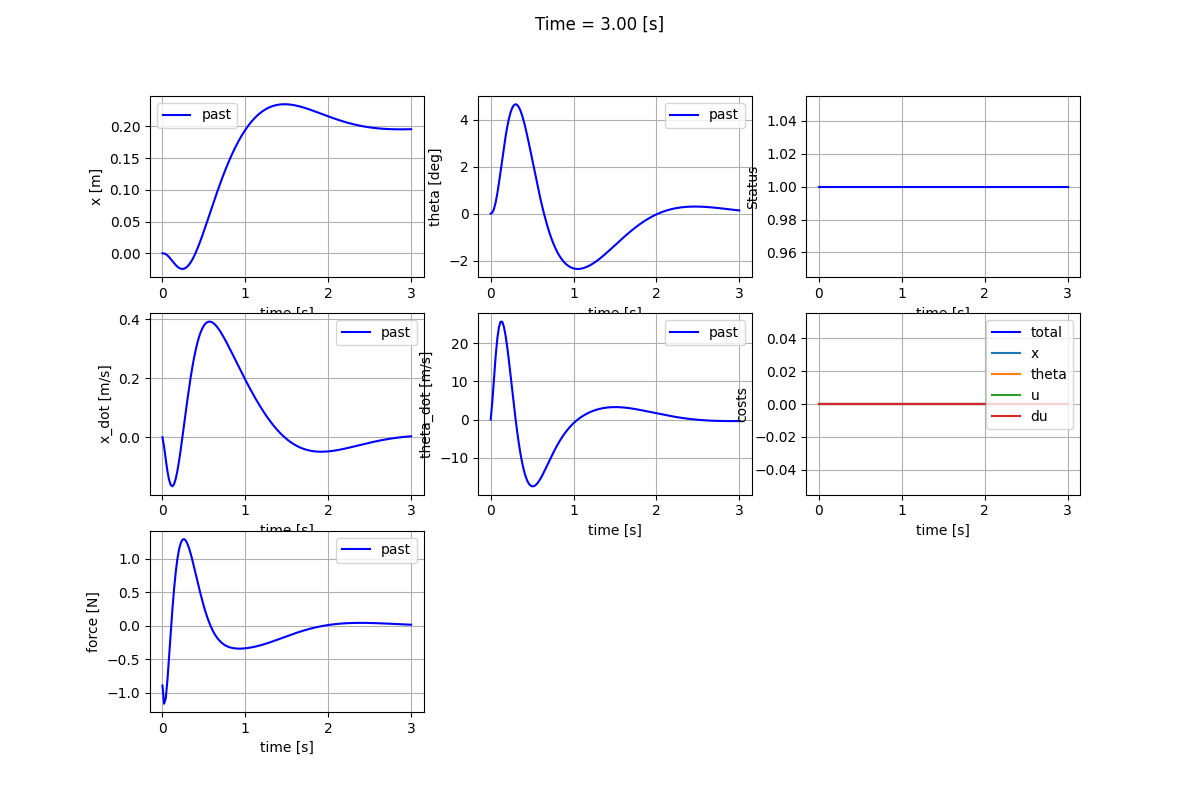 Time = 3.00 [s]
past
x [m]
0.20
0.15
0.10
0.05
0.00
0 1 2 3
time [s]
past
theta [deg]
4
2
0
−2
0 1 2 3
time [s]
Status
1.04
1.02
1.00
0.98
0.96
0 1 2 3
time [s]
past
x_dot [m/s]
0.4
0.2
0.0
0 1 2 3
time [s]
past
theta_dot [m/s]
20
10
0
−10
0 1 2 3
time [s]
total
x
theta
u
du
costs
0.04
0.02
0.00
−0.02
−0.04
0 1 2 3
time [s]
past
force [N]
1.0
0.5
0.0
−0.5
−1.0
0 1 2 3
time [s]